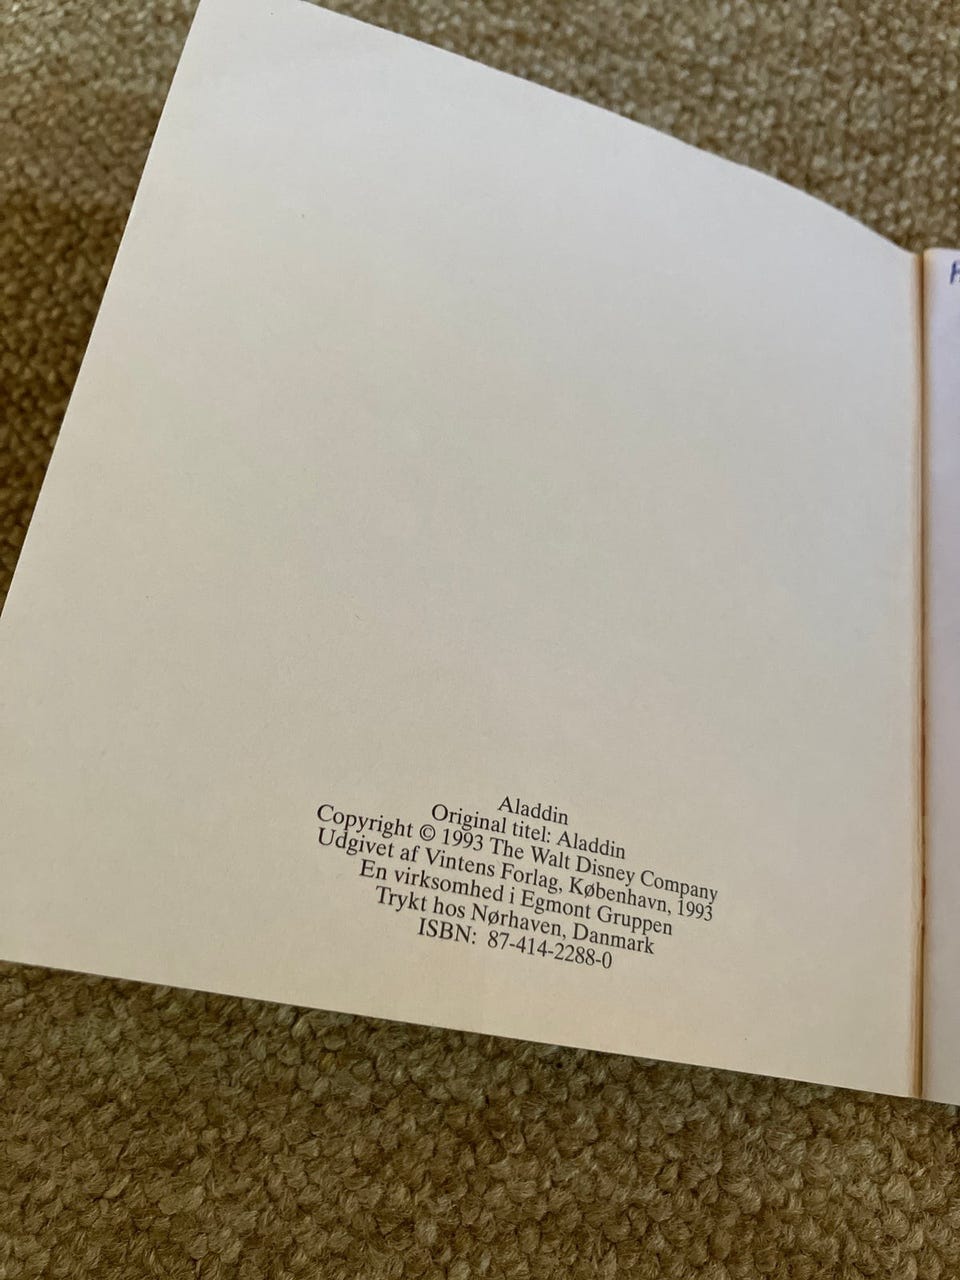 Aladdin
Original titel: Aladdin
Copyright © 1993 The Walt Disney Company
Udgivet af Vintens Forlag, København, 1993
En virksomhed i Egmont Gruppen
Trykt hos Nørhaven, Danmark
ISBN: 87-414-2288-0